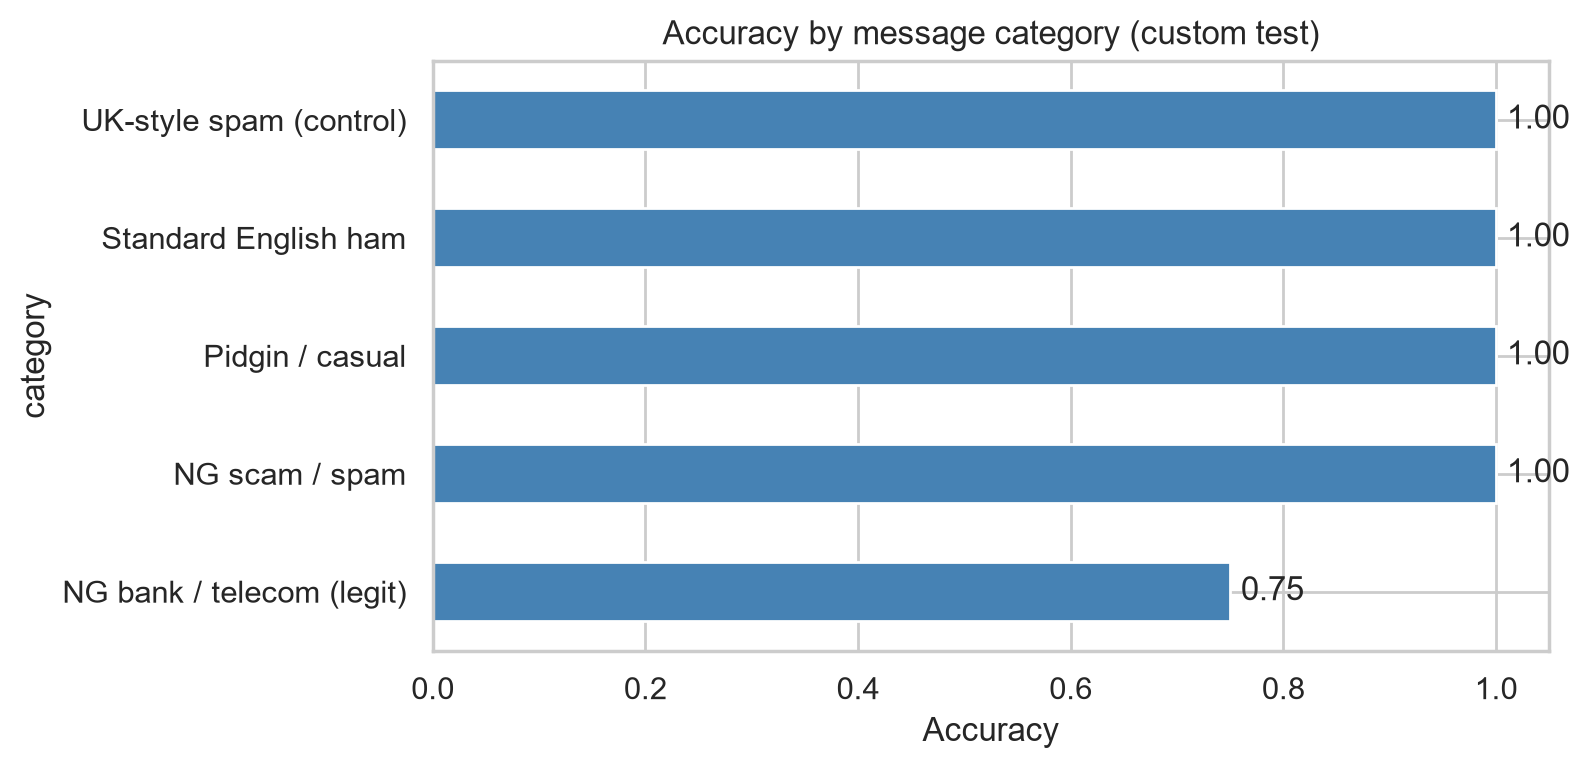 Accuracy by message category (custom test)
UK-style spam (control)
1.00
Standard English ham
1.00
Pidgin / casual
1.00
NG scam / spam
1.00
NG bank / telecom (legit)
0.75
category
0.0 0.2 0.4 0.6 0.8 1.0
Accuracy